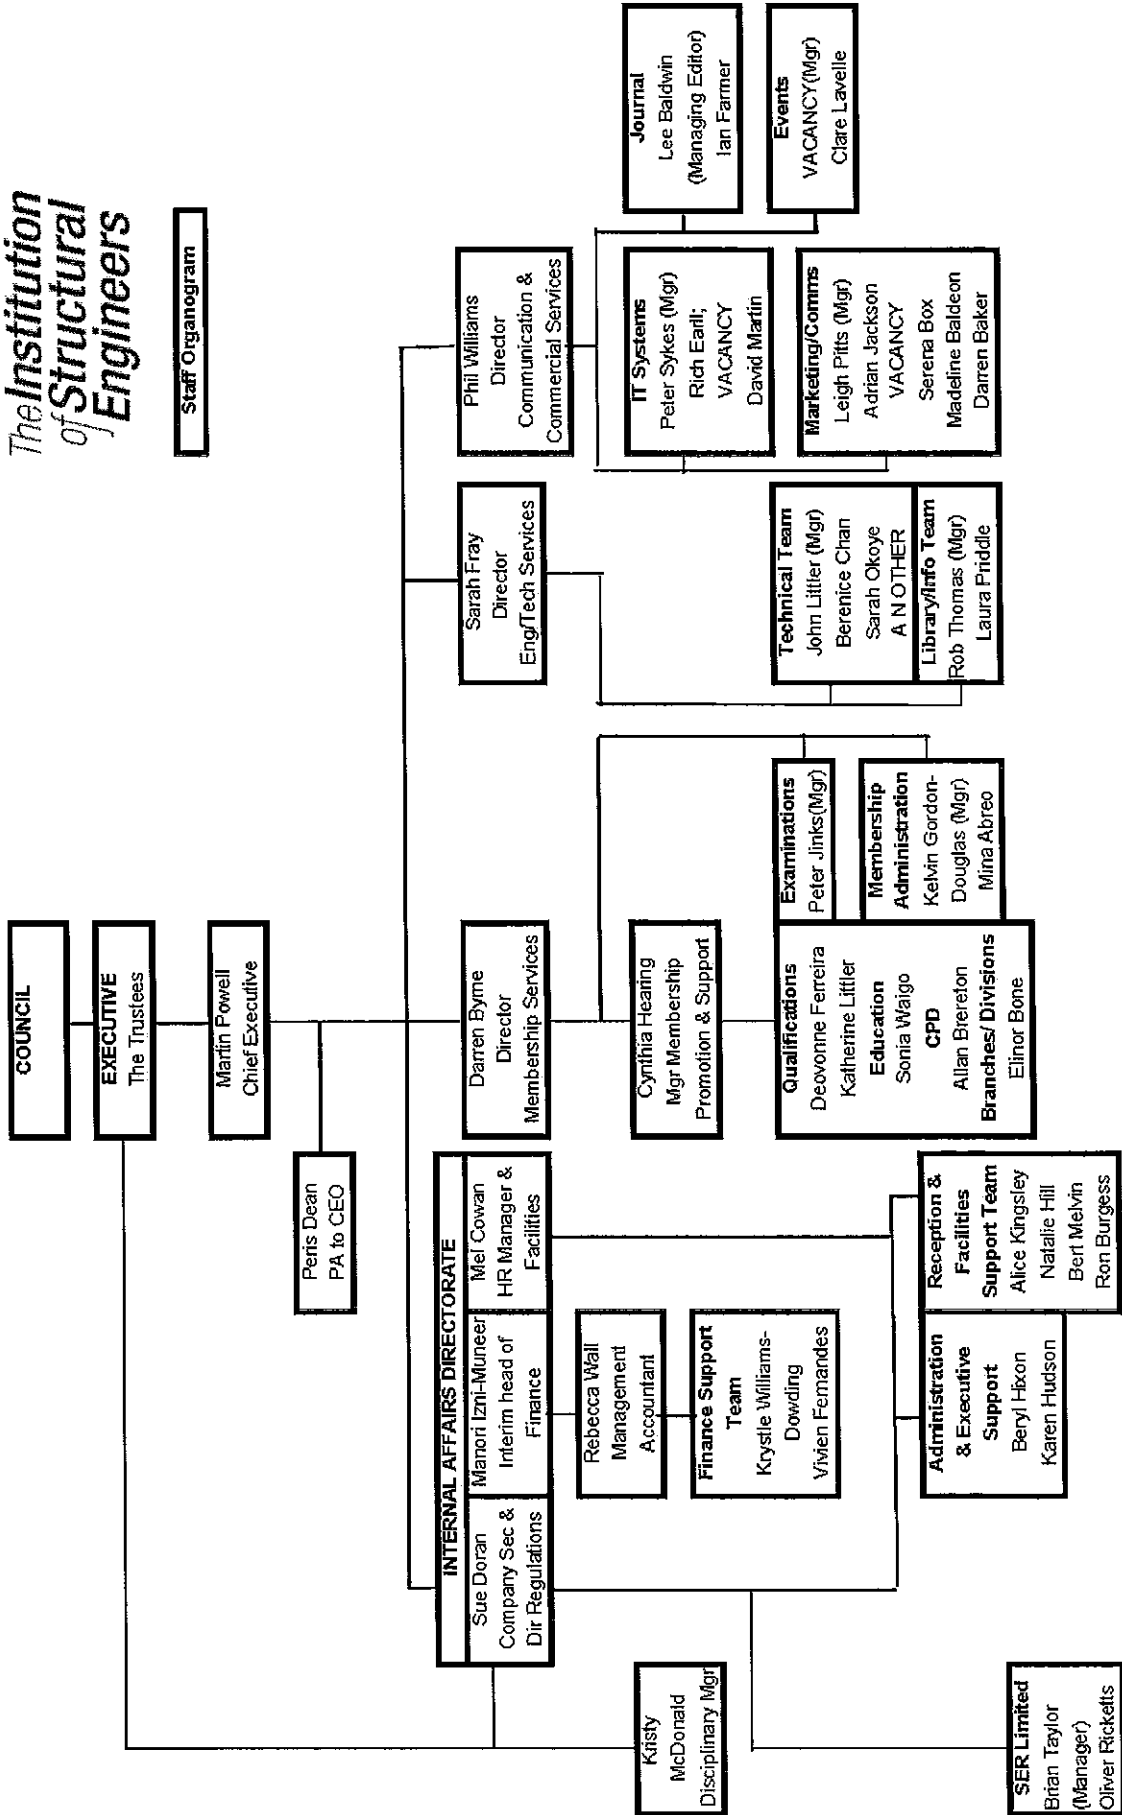 The Institution
of Structural
Engineers
Staff Organogram
COUNCIL
EXECUTIVE
The Trustees
Martin Powell
Chief Executive
Peris Dean
PA to CEO
INTERNAL AFFAIRS DIRECTORATE
Sue Doran
Company Sec &
Dir Regulations
Manori Izni-Muneer
Interim head of
Finance
Mel Cowan
HR Manager &
Facilities
Darren Byrne
Director
Membership Services
Sarah Fray
Director
Eng/Tech Services
Phil Williams
Director
Communication &
Commercial Services
Kristy
McDonald
Disciplinary Mgr
Rebecca Wall
Management
Accountant
Finance Support
Team
Krystle Williams-
Dowding
Vivien Fernandes
Cynthia Hearing
Mgr Membership
Promotion & Support
Qualifications
Deovonne Ferreira
Katherine Littler
Education
Sonia Waigo
CPD
Allan Brereton
Branches/ Divisions
Elinor Bone
Examinations
Peter Jinks(Mgr)
Membership
Administration
Kelvin Gordon-
Douglas (Mgr)
Mina Abreo
Technical Team
John Littler (Mgr)
Berenice Chan
Sarah Okoye
A N OTHER
Library/Info Team
Rob Thomas (Mgr)
Laura Priddle
IT Systems
Peter Sykes (Mgr)
Rich Earll;
VACANCY
David Martin
Marketing/Comms
Leigh Pitts (Mgr)
Adrian Jackson
VACANCY
Serena Box
Madeline Baldeon
Darren Baker
Journal
Lee Baldwin
(Managing Editor)
Ian Farmer
Events
VACANCY(Mgr)
Clare Lavelle
SER Limited
Brian Taylor
(Manager)
Oliver Ricketts
Administration
& Executive
Support
Beryl Hixon
Karen Hudson
Reception &
Facilities
Support Team
Alice Kingsley
Natalie Hill
Bert Melvin
Ron Burgess